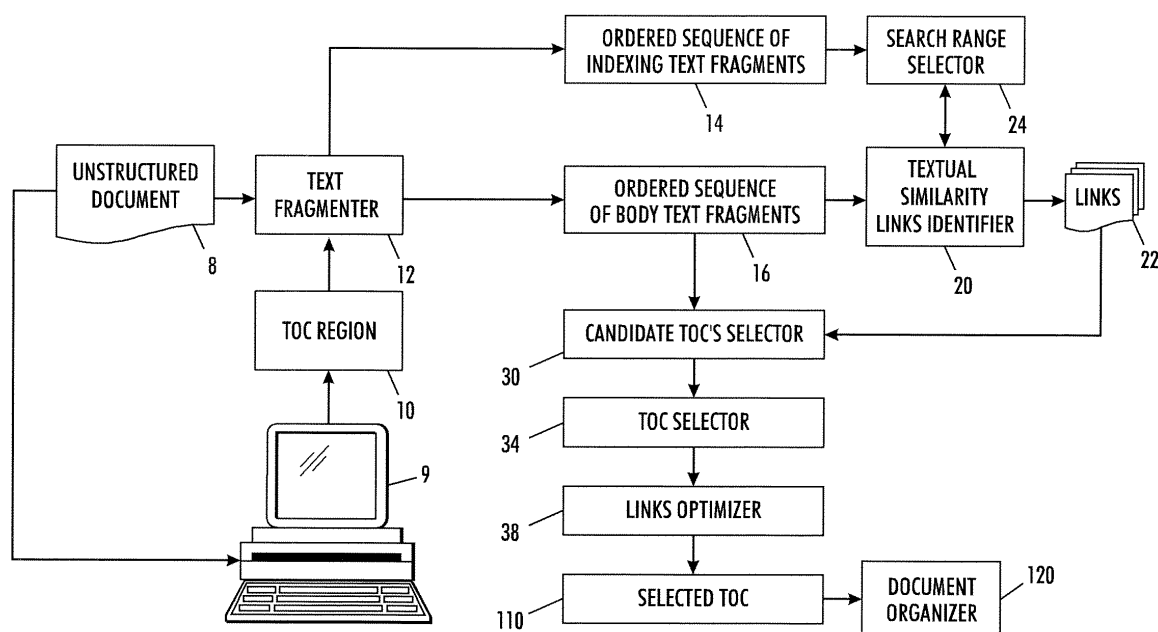 ORDERED SEQUENCE OF
INDEXING TEXT FRAGMENTS
14
SEARCH RANGE
SELECTOR
24
UNSTRUCTURED
DOCUMENT
8
TEXT
FRAGMENTER
12
ORDERED SEQUENCE
OF BODY TEXT FRAGMENTS
16
TEXTUAL
SIMILARITY
LINKS IDENTIFIER
20
LINKS
22
TOC REGION
10
CANDIDATE TOC'S SELECTOR
30
TOC SELECTOR
34
9
LINKS OPTIMIZER
38
SELECTED TOC
110
DOCUMENT
ORGANIZER
120